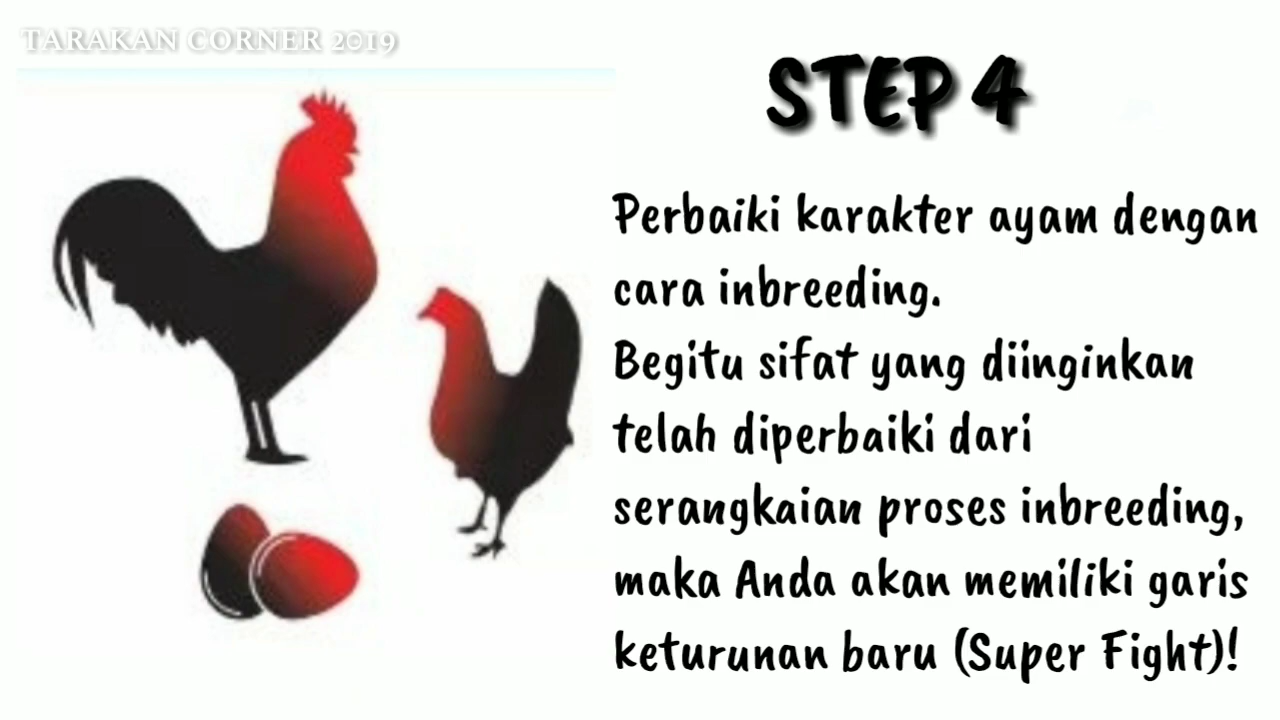 TARAKAN CORNER 2019
STEP 4
Perbaiki karakter ayam dengan
cara inbreeding.
Begitu sifat yang diinginkan
telah diperbaiki dari
serangkaian proses inbreeding,
maka Anda akan memiliki garis
keturunan baru (Super Fight)!